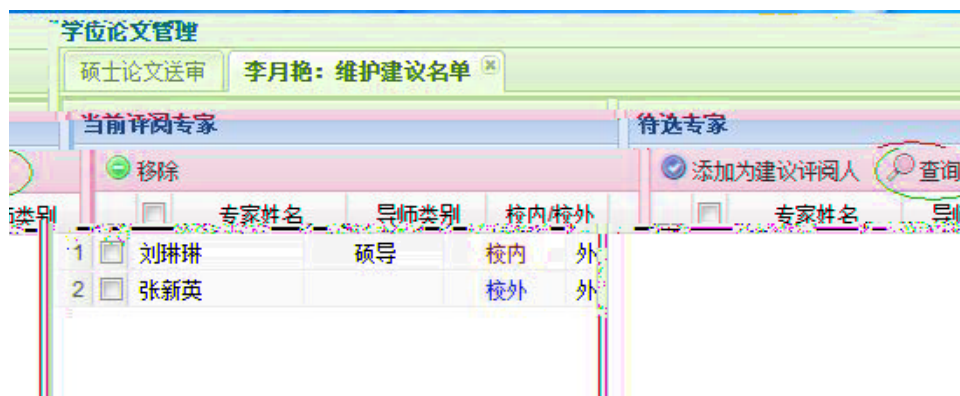 学位论文管理
硕士论文送审 李月艳：维护建议名单
当前评阅专家 待选专家
移除 添加为建议评阅人 查询
类别 专家姓名 导师类别 校内/校外 专家姓名
1 刘琳琳 硕导 校内 外
2 张新英 校外 外